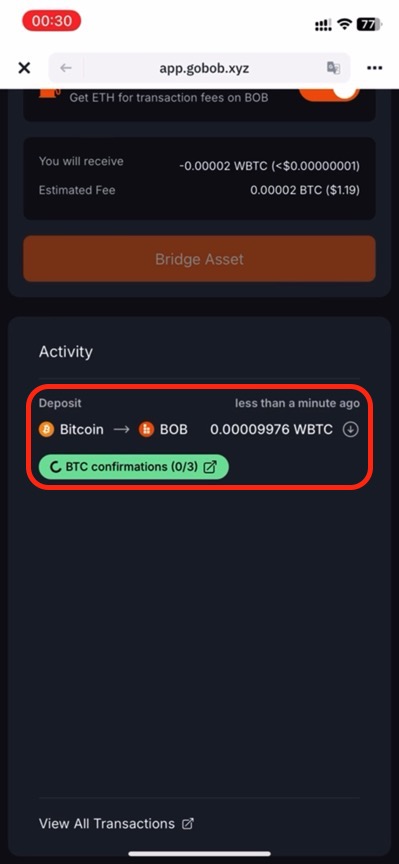 00:30
77
app.gobob.xyz
Get ETH for transaction fees on BOB
You will receive -0.00002 WBTC (<$0.00000001)
Estimated Fee 0.00002 BTC ($1.19)
Bridge Asset
Activity
Deposit less than a minute ago
Bitcoin → BOB 0.00009976 WBTC
BTC confirmations (0/3)
View All Transactions